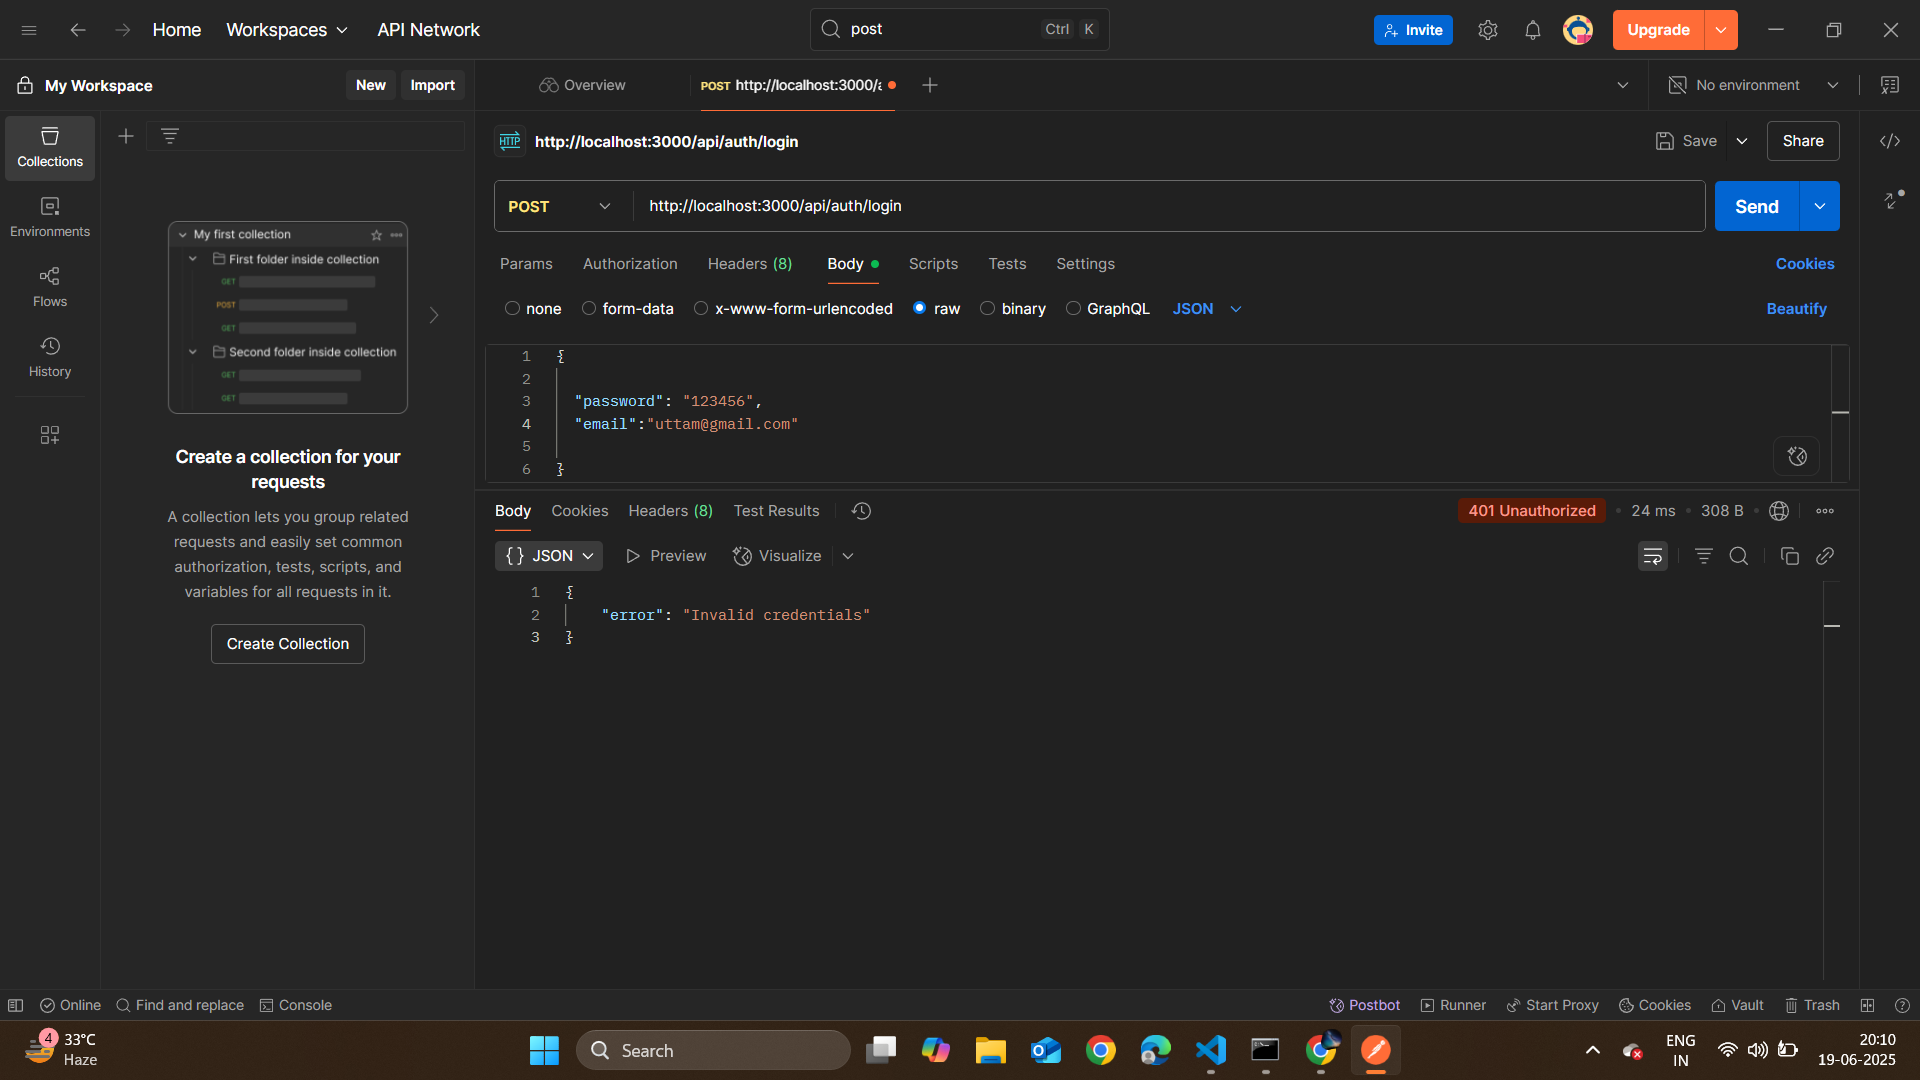 Home Workspaces API Network post Ctrl K Invite Upgrade
My Workspace New Import Overview POST http://localhost:3000/a No environment
Collections
Environments
Flows
History
My first collection
First folder inside collection
GET
POST
GET
Second folder inside collection
GET
GET
Create a collection for your
requests
A collection lets you group related
requests and easily set common
authorization, tests, scripts, and
variables for all requests in it.
Create Collection
HTTP http://localhost:3000/api/auth/login Save Share
POST http://localhost:3000/api/auth/login Send
Params Authorization Headers (8) Body Scripts Tests Settings Cookies
none form-data x-www-form-urlencoded raw binary GraphQL JSON Beautify
1 {
2
3 "password": "123456",
4 "email":"uttam@gmail.com"
5
6 }
Body Cookies Headers (8) Test Results 401 Unauthorized 24 ms 308 B
{} JSON Preview Visualize
1 {
2 "error": "Invalid credentials"
3 }
Online Find and replace Console Postbot Runner Start Proxy Cookies Vault Trash
4 33°C
Haze
Search
ENG
IN
20:10
19-06-2025